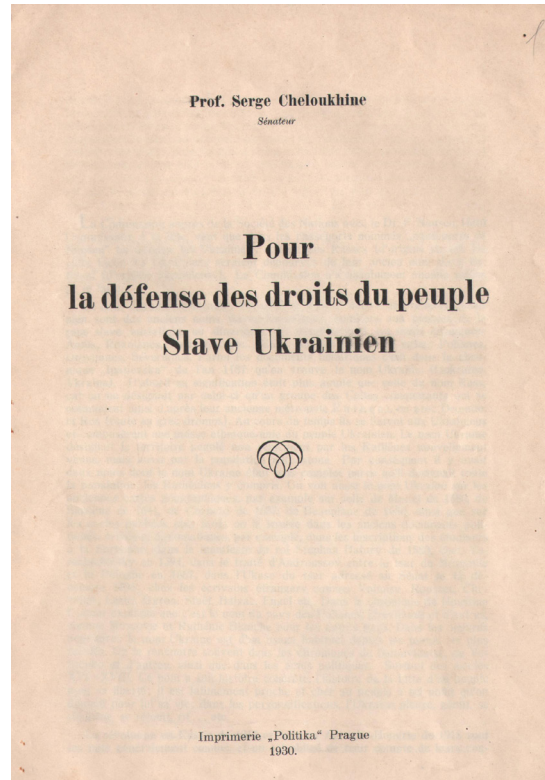 Prof. Serge Cheloukhine
Sénateur
Pour
la défense des droits du peuple
Slave Ukrainien
Imprimerie „Politika“ Prague
1930.